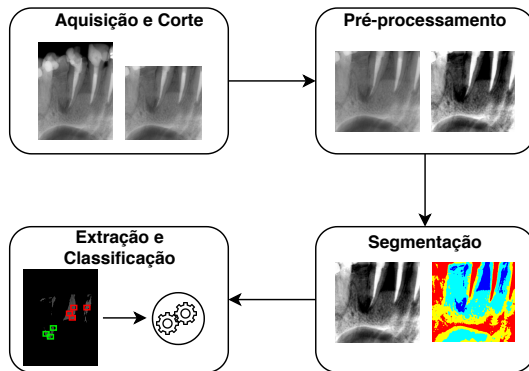 Aquisição e Corte
Pré-processamento
Extração e
Classificação
Segmentação